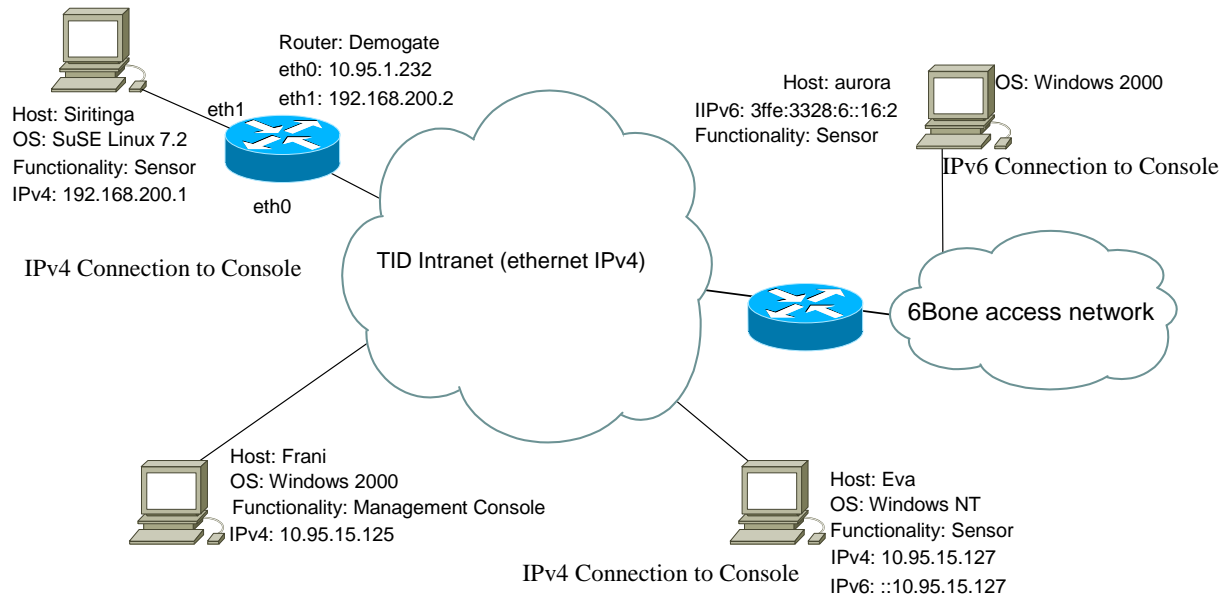 Router: Demogate
eth0: 10.95.1.232
eth1: 192.168.200.2
eth1
Host: Siritinga
OS: SuSE Linux 7.2
Functionality: Sensor
IPv4: 192.168.200.1
eth0
IPv4 Connection to Console
Host: aurora
IIPv6: 3ffe:3328:6::16:2
Functionality: Sensor
OS: Windows 2000
IPv6 Connection to Console
TID Intranet (ethernet IPv4)
6Bone access network
Host: Frani
OS: Windows 2000
Functionality: Management Console
IPv4: 10.95.15.125
Host: Eva
OS: Windows NT
Functionality: Sensor
IPv4: 10.95.15.127
IPv6: ::10.95.15.127
IPv4 Connection to Console